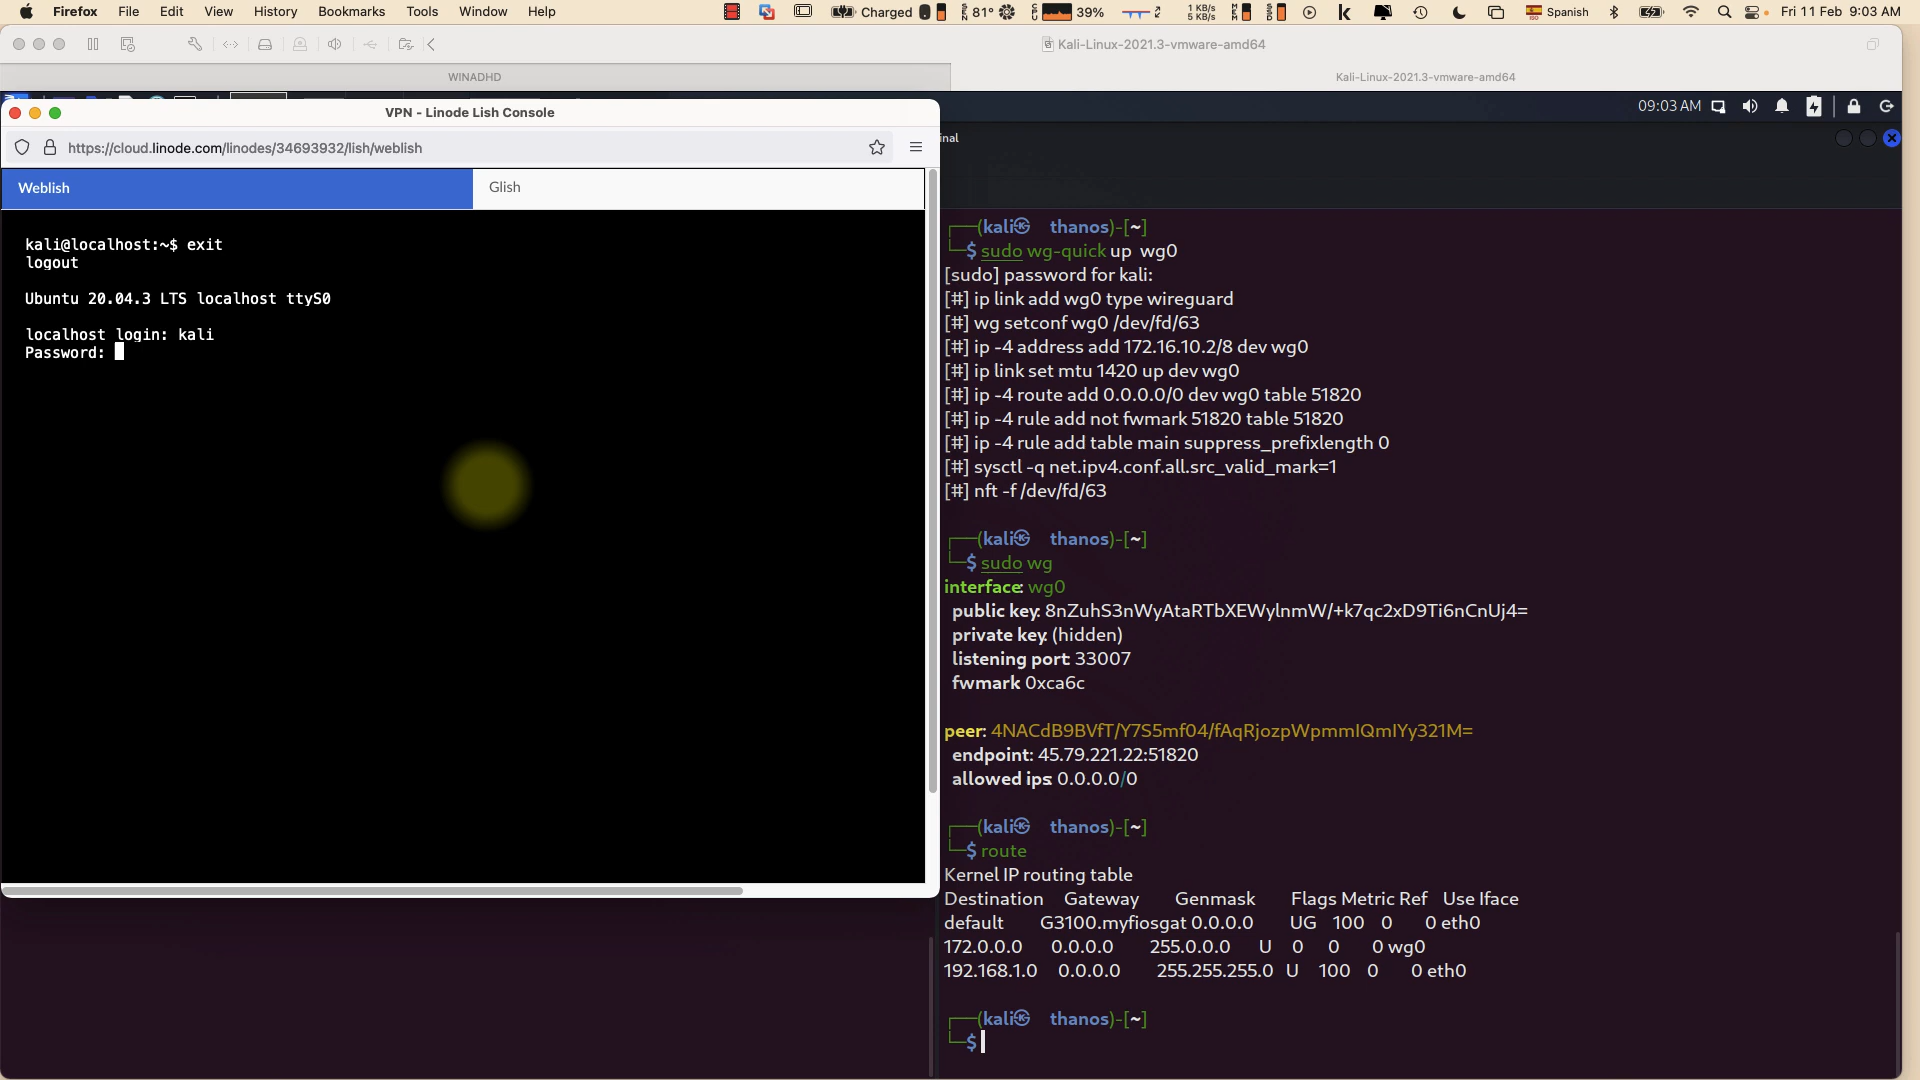 Firefox File Edit View History Bookmarks Tools Window Help
Charged 81° 39% 1 KB/s 5 KB/s Spanish Fri 11 Feb 9:03 AM
Kali-Linux-2021.3-vmware-amd64
WINADHD Kali-Linux-2021.3-vmware-amd64
09:03 AM
VPN - Linode Lish Console
https://cloud.linode.com/linodes/34693932/lish/weblish
Weblish Glish
kali@localhost:~$ exit
logout
Ubuntu 20.04.3 LTS localhost ttyS0
localhost login: kali
Password:
inal
┌──(kali㉿ thanos)-[~]
└─$ sudo wg-quick up wg0
[sudo] password for kali:
[#] ip link add wg0 type wireguard
[#] wg setconf wg0 /dev/fd/63
[#] ip -4 address add 172.16.10.2/8 dev wg0
[#] ip link set mtu 1420 up dev wg0
[#] ip -4 route add 0.0.0.0/0 dev wg0 table 51820
[#] ip -4 rule add not fwmark 51820 table 51820
[#] ip -4 rule add table main suppress_prefixlength 0
[#] sysctl -q net.ipv4.conf.all.src_valid_mark=1
[#] nft -f /dev/fd/63
┌──(kali㉿ thanos)-[~]
└─$ sudo wg
interface: wg0
public key: 8nZuhS3nWyAtaRTbXEWylnmW/+k7qc2xD9Ti6nCnUj4=
private key: (hidden)
listening port: 33007
fwmark: 0xca6c
peer: 4NACdB9BVfT/Y7S5mf04/fAqRjozpWpmmIQmIYy321M=
endpoint: 45.79.221.22:51820
allowed ips: 0.0.0.0/0
┌──(kali㉿ thanos)-[~]
└─$ route
Kernel IP routing table
Destination Gateway Genmask Flags Metric Ref Use Iface
default G3100.myfiosgat 0.0.0.0 UG 100 0 0 eth0
172.0.0.0 0.0.0.0 255.0.0.0 U 0 0 0 wg0
192.168.1.0 0.0.0.0 255.255.255.0 U 100 0 0 eth0
┌──(kali㉿ thanos)-[~]
└─$